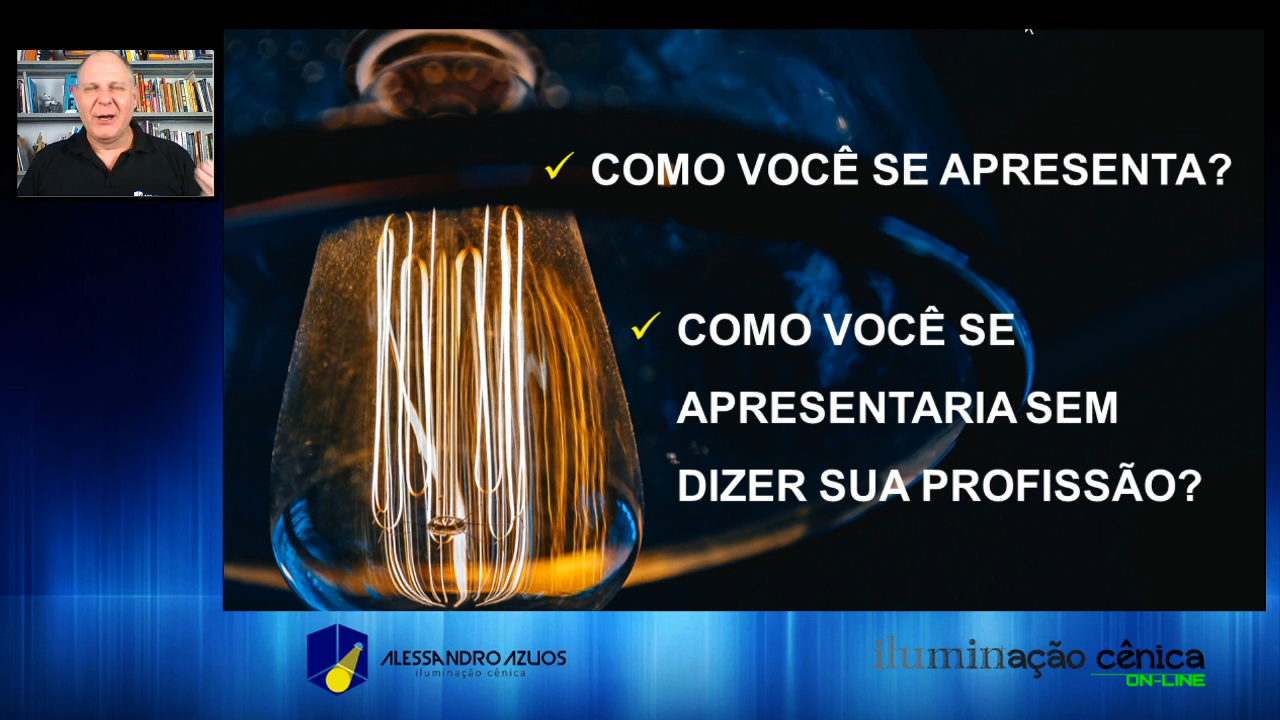 COMO VOCÊ SE APRESENTA?
COMO VOCÊ SE
APRESENTARIA SEM
DIZER SUA PROFISSÃO?
ALESSANDRO AZUOS
iluminação cênica
iluminação cênica
ON-LINE